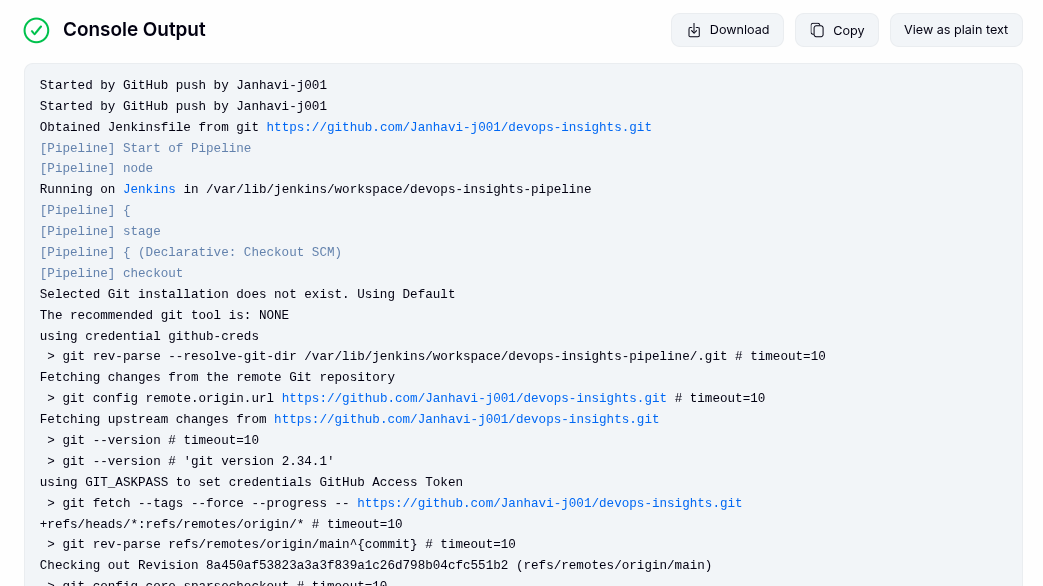 Console Output
Download
Copy
View as plain text
Started by GitHub push by Janhavi-j001
Started by GitHub push by Janhavi-j001
Obtained Jenkinsfile from git https://github.com/Janhavi-j001/devops-insights.git
[Pipeline] Start of Pipeline
[Pipeline] node
Running on Jenkins in /var/lib/jenkins/workspace/devops-insights-pipeline
[Pipeline] {
[Pipeline] stage
[Pipeline] { (Declarative: Checkout SCM)
[Pipeline] checkout
Selected Git installation does not exist. Using Default
The recommended git tool is: NONE
using credential github-creds
 > git rev-parse --resolve-git-dir /var/lib/jenkins/workspace/devops-insights-pipeline/.git # timeout=10
Fetching changes from the remote Git repository
 > git config remote.origin.url https://github.com/Janhavi-j001/devops-insights.git # timeout=10
Fetching upstream changes from https://github.com/Janhavi-j001/devops-insights.git
 > git --version # timeout=10
 > git --version # 'git version 2.34.1'
using GIT_ASKPASS to set credentials GitHub Access Token
 > git fetch --tags --force --progress -- https://github.com/Janhavi-j001/devops-insights.git
+refs/heads/*:refs/remotes/origin/* # timeout=10
 > git rev-parse refs/remotes/origin/main^{commit} # timeout=10
Checking out Revision 8a450af53823a3a3f839a1c26d798b04cfc551b2 (refs/remotes/origin/main)
 > git config core.sparsecheckout # timeout=10